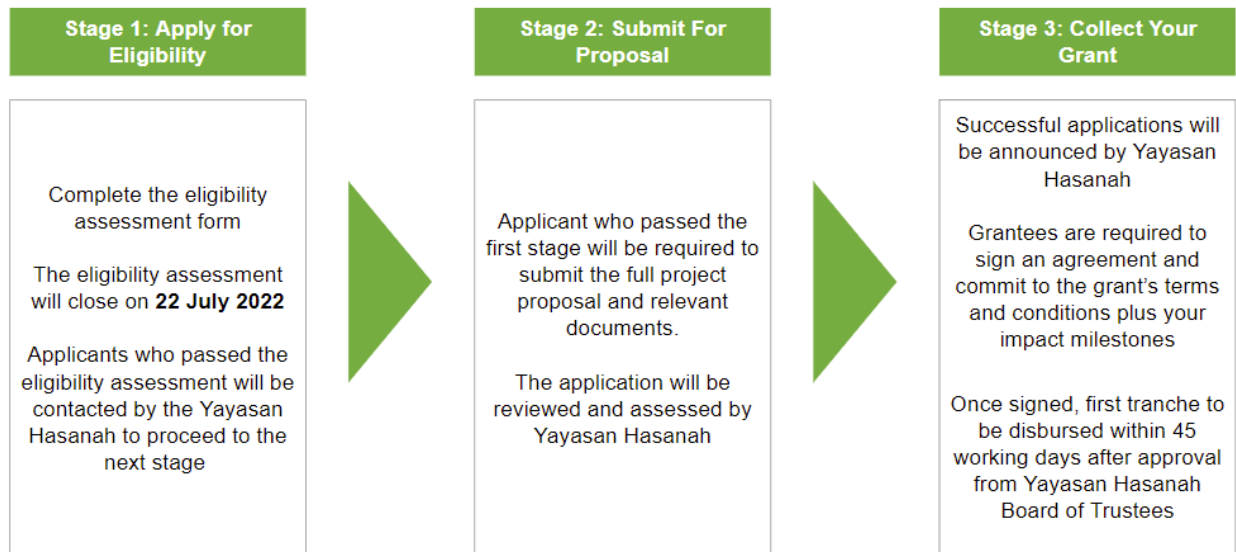 Stage 1: Apply for
Eligibility
Complete the eligibility
assessment form
The eligibility assessment
will close on 22 July 2022
Applicants who passed the
eligibility assessment will be
contacted by the Yayasan
Hasanah to proceed to the
next stage
Stage 2: Submit For
Proposal
Applicant who passed the
first stage will be required to
submit the full project
proposal and relevant
documents.
The application will be
reviewed and assessed by
Yayasan Hasanah
Stage 3: Collect Your
Grant
Successful applications will
be announced by Yayasan
Hasanah
Grantees are required to
sign an agreement and
commit to the grant's terms
and conditions plus your
impact milestones
Once signed, first tranche to
be disbursed within 45
working days after approval
from Yayasan Hasanah
Board of Trustees